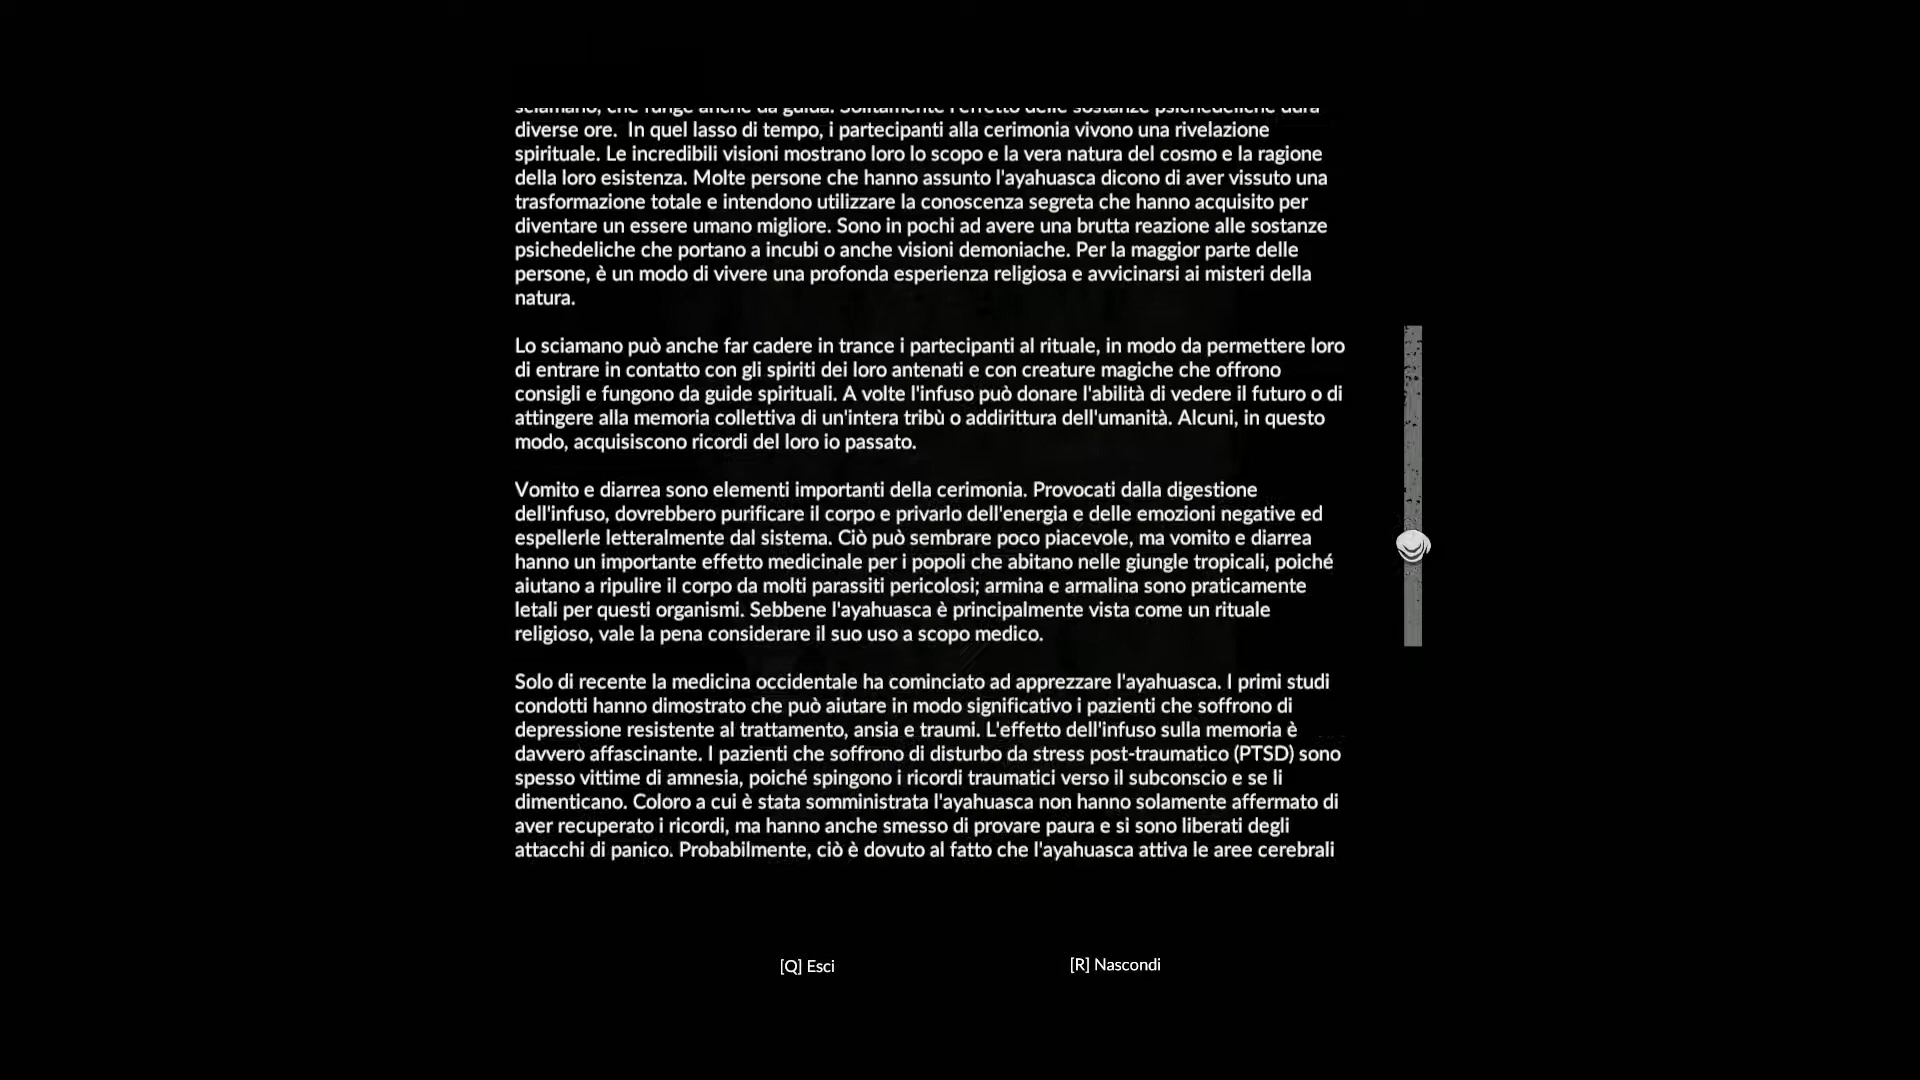 sciamano, che funge anche da guida. Solitamente l'effetto delle sostanze psichedeliche dura
diverse ore.  In quel lasso di tempo, i partecipanti alla cerimonia vivono una rivelazione
spirituale. Le incredibili visioni mostrano loro lo scopo e la vera natura del cosmo e la ragione
della loro esistenza. Molte persone che hanno assunto l'ayahuasca dicono di aver vissuto una
trasformazione totale e intendono utilizzare la conoscenza segreta che hanno acquisito per
diventare un essere umano migliore. Sono in pochi ad avere una brutta reazione alle sostanze
psichedeliche che portano a incubi o anche visioni demoniache. Per la maggior parte delle
persone, è un modo di vivere una profonda esperienza religiosa e avvicinarsi ai misteri della
natura.
Lo sciamano può anche far cadere in trance i partecipanti al rituale, in modo da permettere loro
di entrare in contatto con gli spiriti dei loro antenati e con creature magiche che offrono
consigli e fungono da guide spirituali. A volte l'infuso può donare l'abilità di vedere il futuro o di
attingere alla memoria collettiva di un'intera tribù o addirittura dell'umanità. Alcuni, in questo
modo, acquisiscono ricordi del loro io passato.
Vomito e diarrea sono elementi importanti della cerimonia. Provocati dalla digestione
dell'infuso, dovrebbero purificare il corpo e privarlo dell'energia e delle emozioni negative ed
espellerle letteralmente dal sistema. Ciò può sembrare poco piacevole, ma vomito e diarrea
hanno un importante effetto medicinale per i popoli che abitano nelle giungle tropicali, poiché
aiutano a ripulire il corpo da molti parassiti pericolosi; armina e armalina sono praticamente
letali per questi organismi. Sebbene l'ayahuasca è principalmente vista come un rituale
religioso, vale la pena considerare il suo uso a scopo medico.
Solo di recente la medicina occidentale ha cominciato ad apprezzare l'ayahuasca. I primi studi
condotti hanno dimostrato che può aiutare in modo significativo i pazienti che soffrono di
depressione resistente al trattamento, ansia e traumi. L'effetto dell'infuso sulla memoria è
davvero affascinante. I pazienti che soffrono di disturbo da stress post-traumatico (PTSD) sono
spesso vittime di amnesia, poiché spingono i ricordi traumatici verso il subconscio e se li
dimenticano. Coloro a cui è stata somministrata l'ayahuasca non hanno solamente affermato di
aver recuperato i ricordi, ma hanno anche smesso di provare paura e si sono liberati degli
attacchi di panico. Probabilmente, ciò è dovuto al fatto che l'ayahuasca attiva le aree cerebrali
[Q] Esci
[R] Nascondi